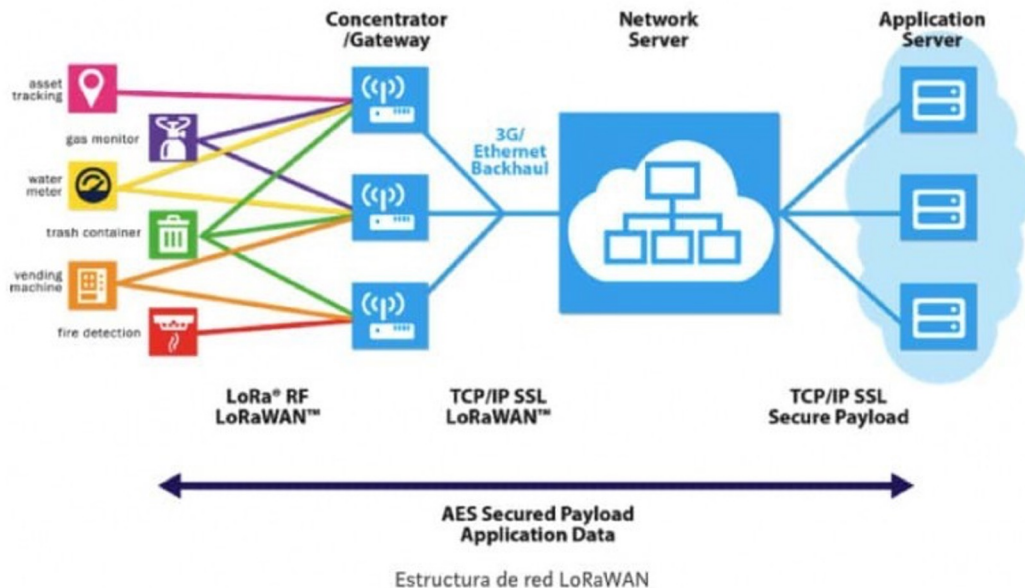 Concentrator
/Gateway
Network
Server
Application
Server
asset
tracking
gas monitor
water
meter
trash container
vending
machine
fire detection
3G/
Ethernet
Backhaul
LoRa® RF
LoRaWAN™
TCP/IP SSL
LoRaWAN™
TCP/IP SSL
Secure Payload
AES Secured Payload
Application Data
Estructura de red LoRaWAN